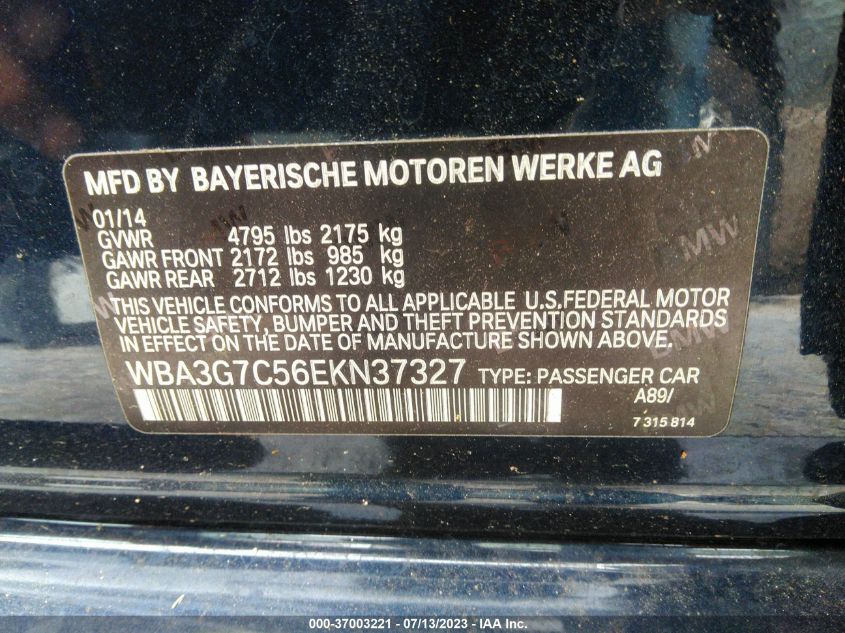 MFD BY BAYERISCHE MOTOREN WERKE AG
01/14
GVWR 4795 lbs 2175 kg
GAWR FRONT 2172 lbs 985 kg
GAWR REAR 2712 lbs 1230 kg
THIS VEHICLE CONFORMS TO ALL APPLICABLE U.S.FEDERAL MOTOR
VEHICLE SAFETY, BUMPER AND THEFT PREVENTION STANDARDS
IN EFFECT ON THE DATE OF MANUFACTURE SHOWN ABOVE.
WBA3G7C56EKN37327 TYPE: PASSENGER CAR
A89/
7 315 814
BMW
BMW
BMW
000-37003221 - 07/13/2023 - IAA Inc.